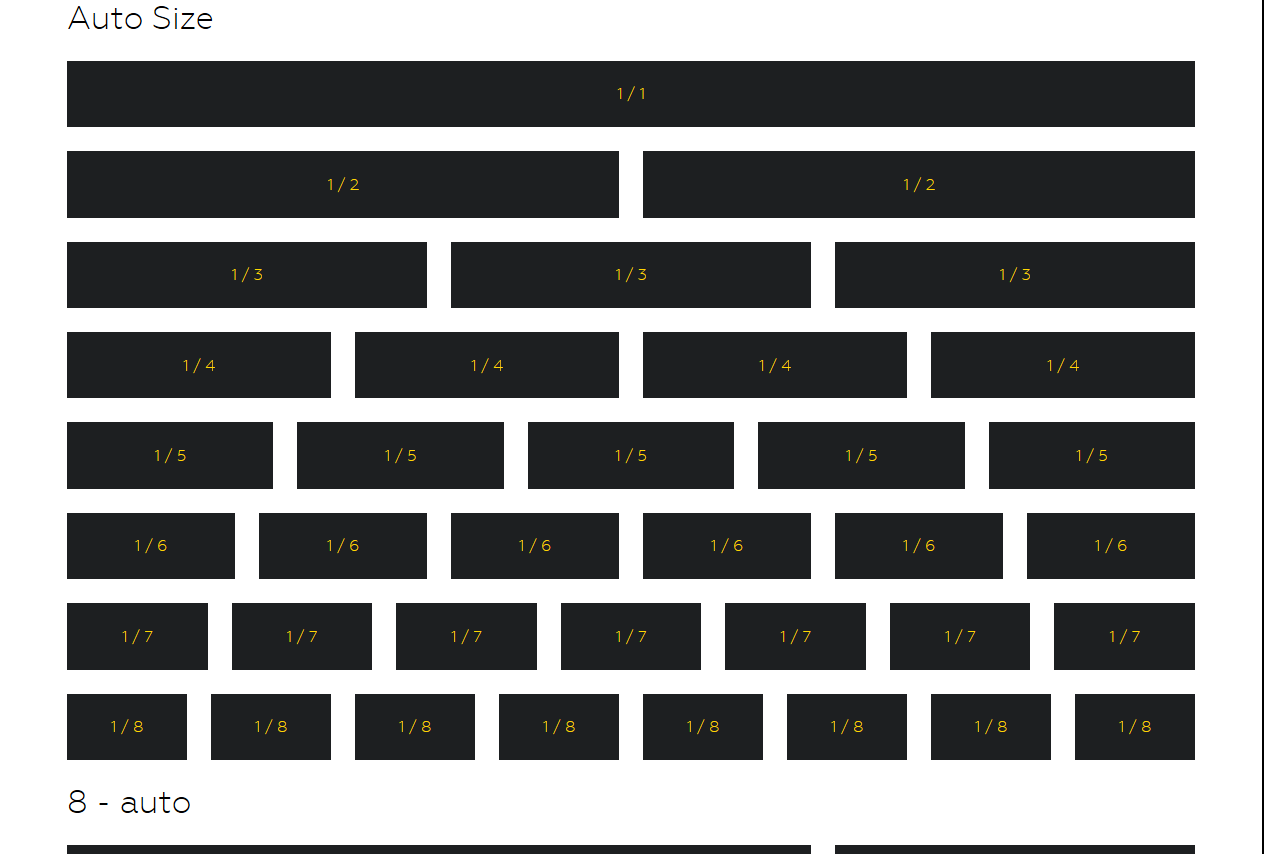 Auto Size
1/1
1/2 1/2
1/3 1/3 1/3
1/4 1/4 1/4 1/4
1/5 1/5 1/5 1/5 1/5
1/6 1/6 1/6 1/6 1/6 1/6
1/7 1/7 1/7 1/7 1/7 1/7 1/7
1/8 1/8 1/8 1/8 1/8 1/8 1/8 1/8
8 - auto